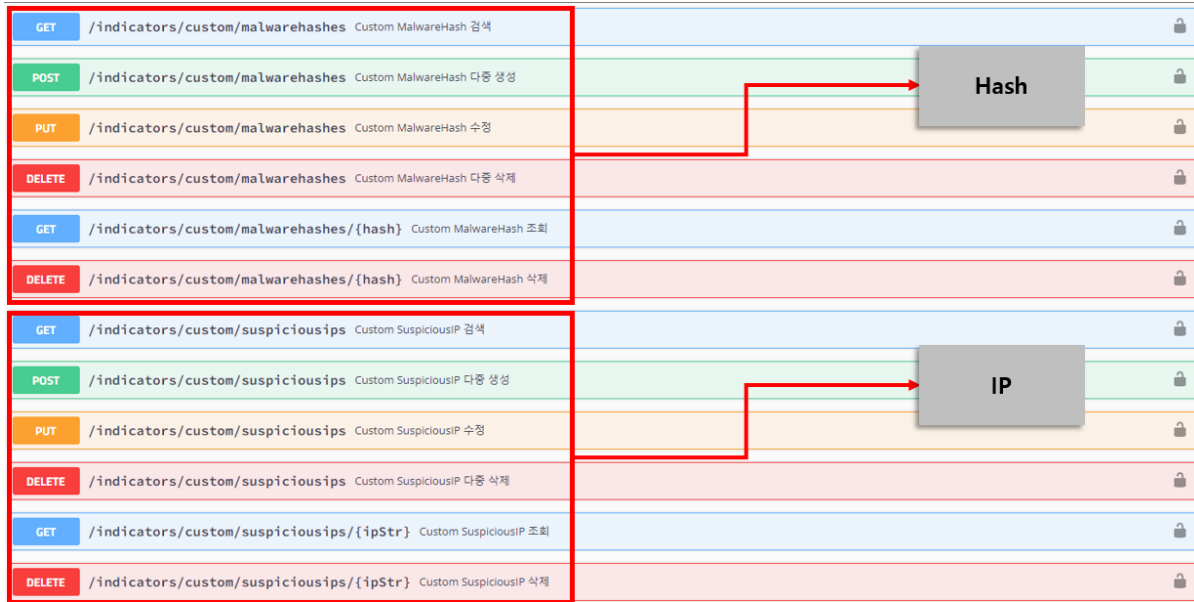 GET /indicators/custom/malwarehashes Custom MalwareHash 검색
POST /indicators/custom/malwarehashes Custom MalwareHash 다중 생성
Hash
PUT /indicators/custom/malwarehashes Custom MalwareHash 수정
DELETE /indicators/custom/malwarehashes Custom MalwareHash 다중 삭제
GET /indicators/custom/malwarehashes/{hash} Custom MalwareHash 조회
DELETE /indicators/custom/malwarehashes/{hash} Custom MalwareHash 삭제
GET /indicators/custom/suspiciousips Custom SuspiciousIP 검색
POST /indicators/custom/suspiciousips Custom SuspiciousIP 다중 생성
IP
PUT /indicators/custom/suspiciousips Custom SuspiciousIP 수정
DELETE /indicators/custom/suspiciousips Custom SuspiciousIP 다중 삭제
GET /indicators/custom/suspiciousips/{ipStr} Custom SuspiciousIP 조회
DELETE /indicators/custom/suspiciousips/{ipStr} Custom SuspiciousIP 삭제